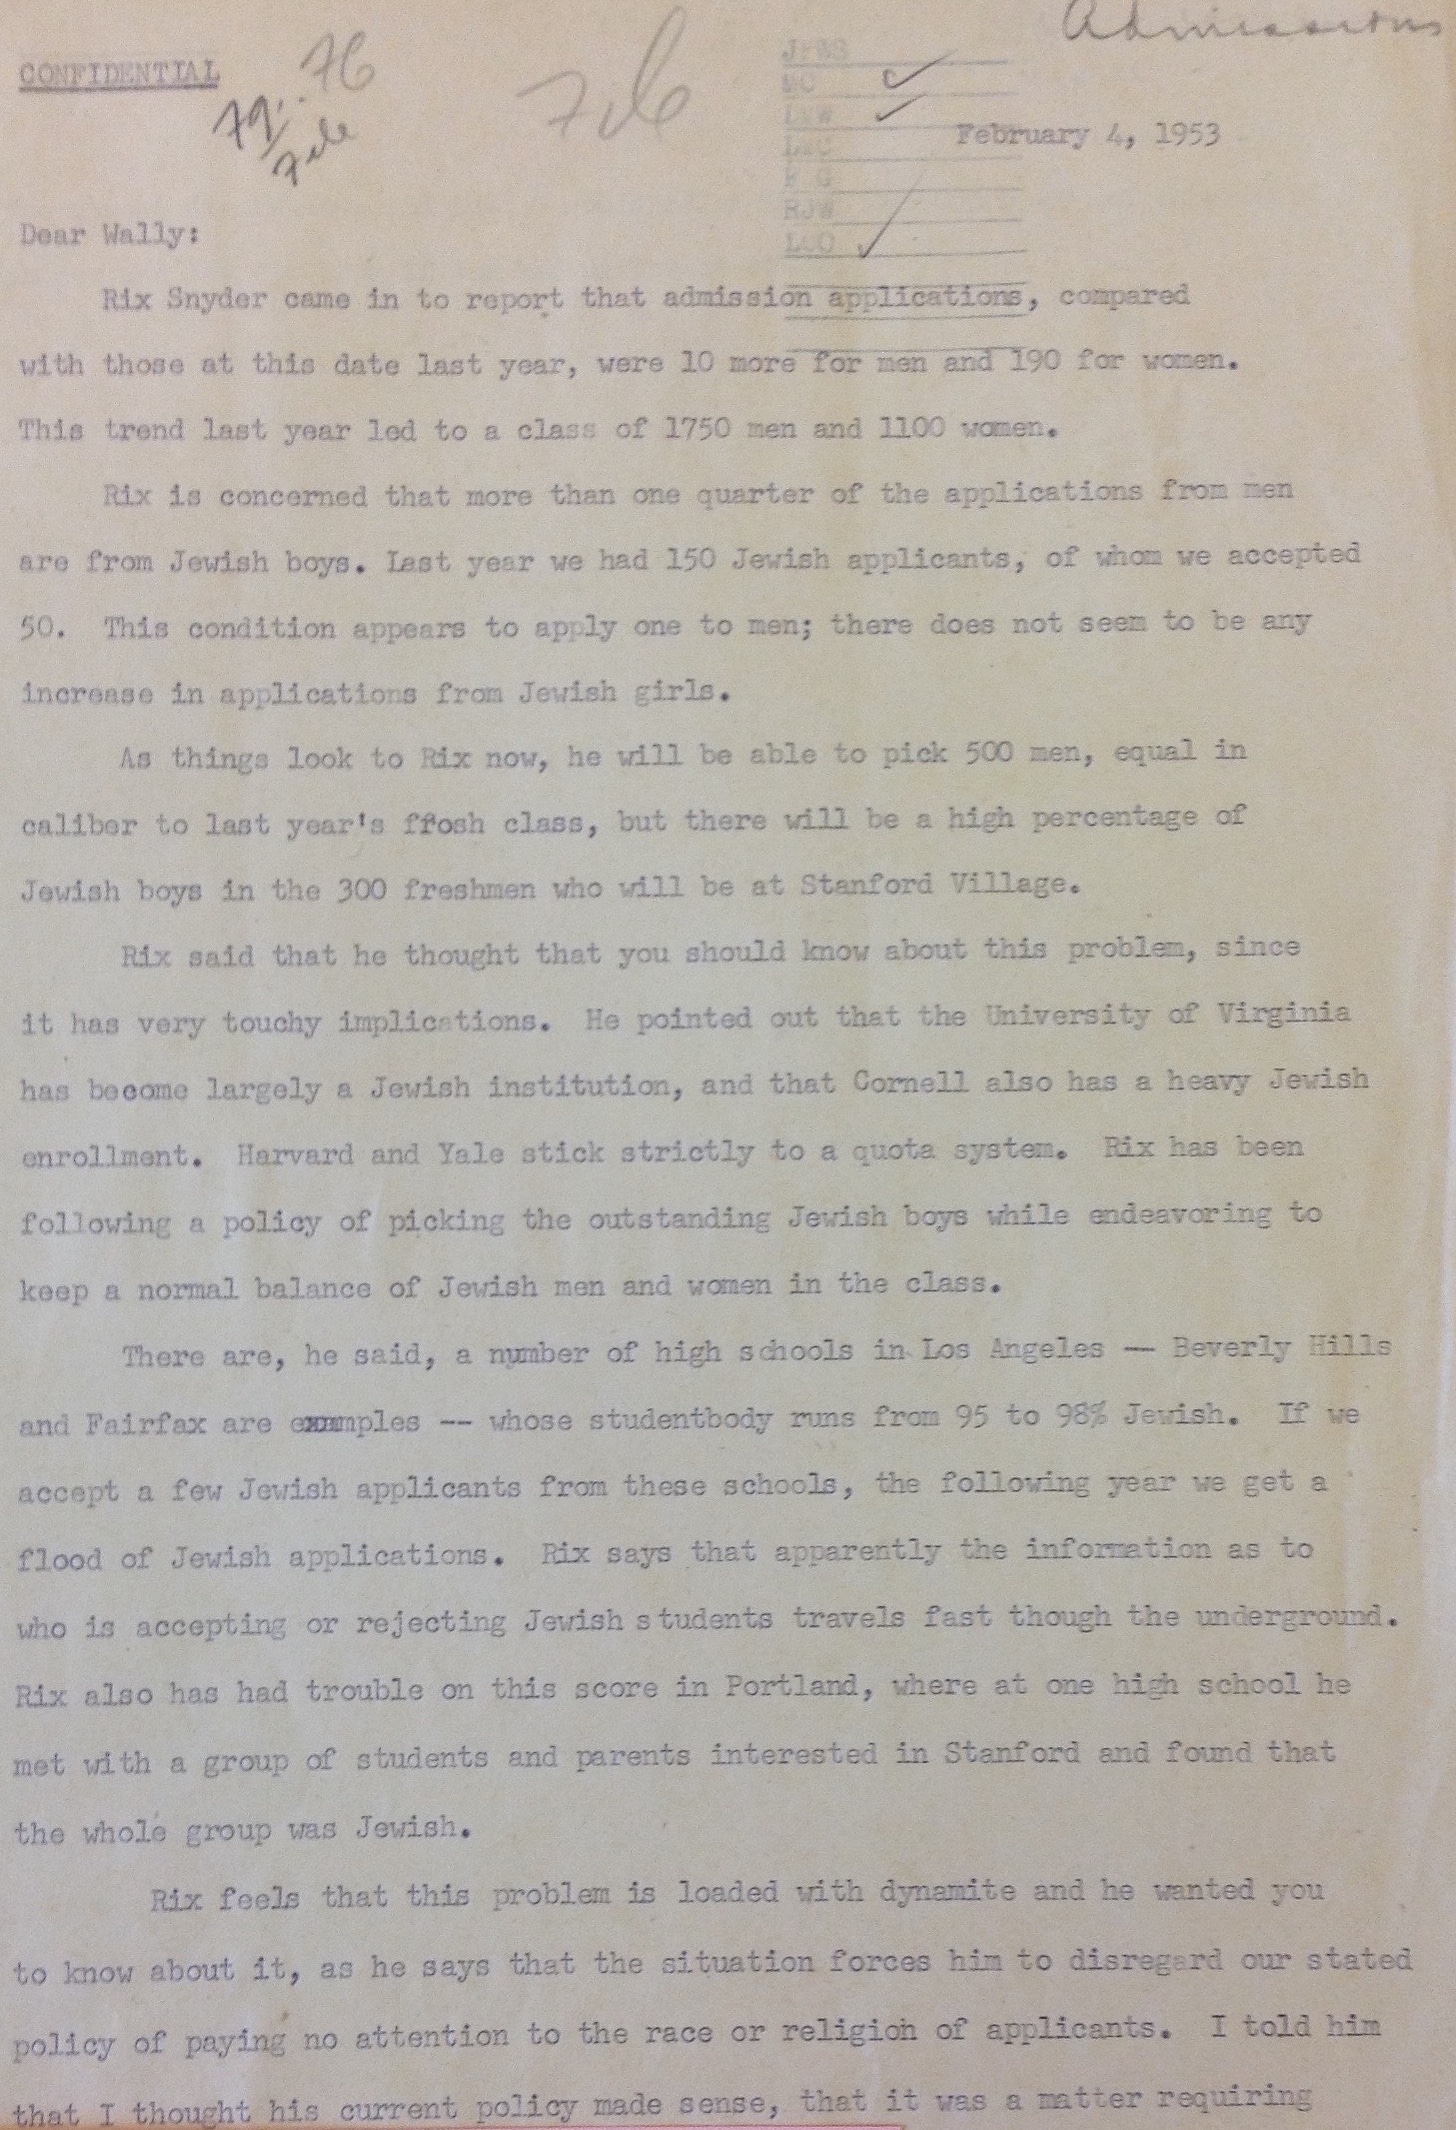 Admissions
CONFIDENTIAL
76
File
JEWS
MC
LKW
F G
RJW
LCO
February 4, 1953
Dear Wally:
Rix Snyder came in to report that admission applications, compared
with those at this date last year, were 10 more for men and 190 for women.
This trend last year led to a class of 1750 men and 1100 women.
Rix is concerned that more than one quarter of the applications from men
are from Jewish boys. Last year we had 150 Jewish applicants, of whom we accepted
50. This condition appears to apply one to men; there does not seem to be any
increase in applications from Jewish girls.
As things look to Rix now, he will be able to pick 500 men, equal in
caliber to last year's frosh class, but there will be a high percentage of
Jewish boys in the 300 freshmen who will be at Stanford Village.
Rix said that he thought that you should know about this problem, since
it has very touchy implications. He pointed out that the University of Virginia
has become largely a Jewish institution, and that Cornell also has a heavy Jewish
enrollment. Harvard and Yale stick strictly to a quota system. Rix has been
following a policy of picking the outstanding Jewish boys while endeavoring to
keep a normal balance of Jewish men and women in the class.
There are, he said, a number of high schools in Los Angeles -- Beverly Hills
and Fairfax are examples -- whose studentbody runs from 95 to 98% Jewish. If we
accept a few Jewish applicants from these schools, the following year we get a
flood of Jewish applications. Rix says that apparently the information as to
who is accepting or rejecting Jewish students travels fast though the underground.
Rix also has had trouble on this score in Portland, where at one high school he
met with a group of students and parents interested in Stanford and found that
the whole group was Jewish.
Rix feels that this problem is loaded with dynamite and he wanted you
to know about it, as he says that the situation forces him to disregard our stated
policy of paying no attention to the race or religion of applicants. I told him
that I thought his current policy made sense, that it was a matter requiring